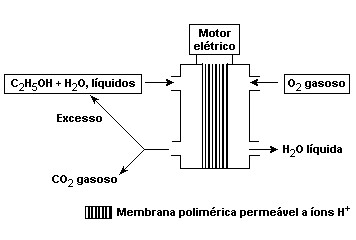 Motor
elétrico
C2H5OH + H2O, líquidos
O2 gasoso
Excesso
H2O líquida
CO2 gasoso
Membrana polimérica permeável a íons H+